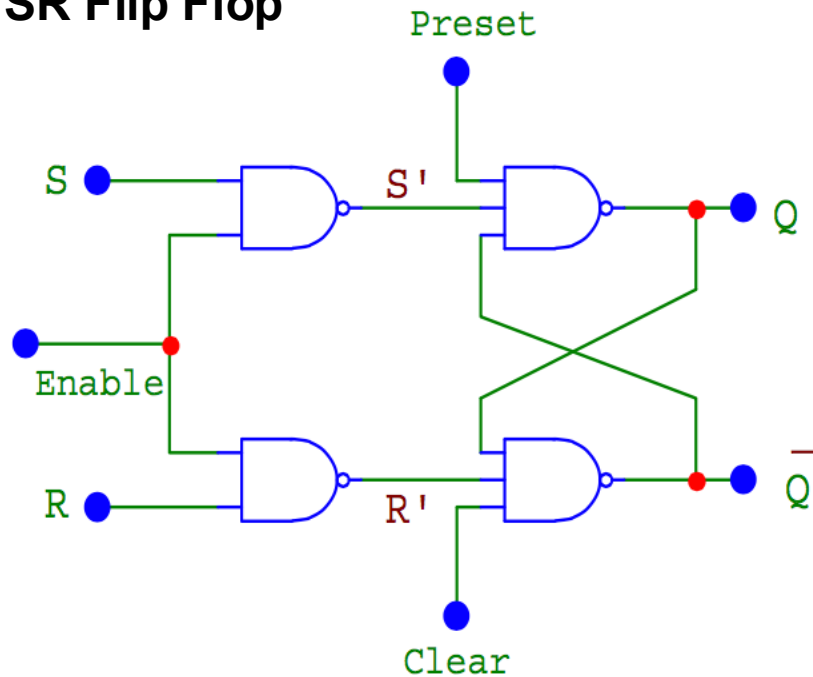 SR Flip Flop
Preset
S
S'
Q
Enable
R
R'
Q̅
Clear